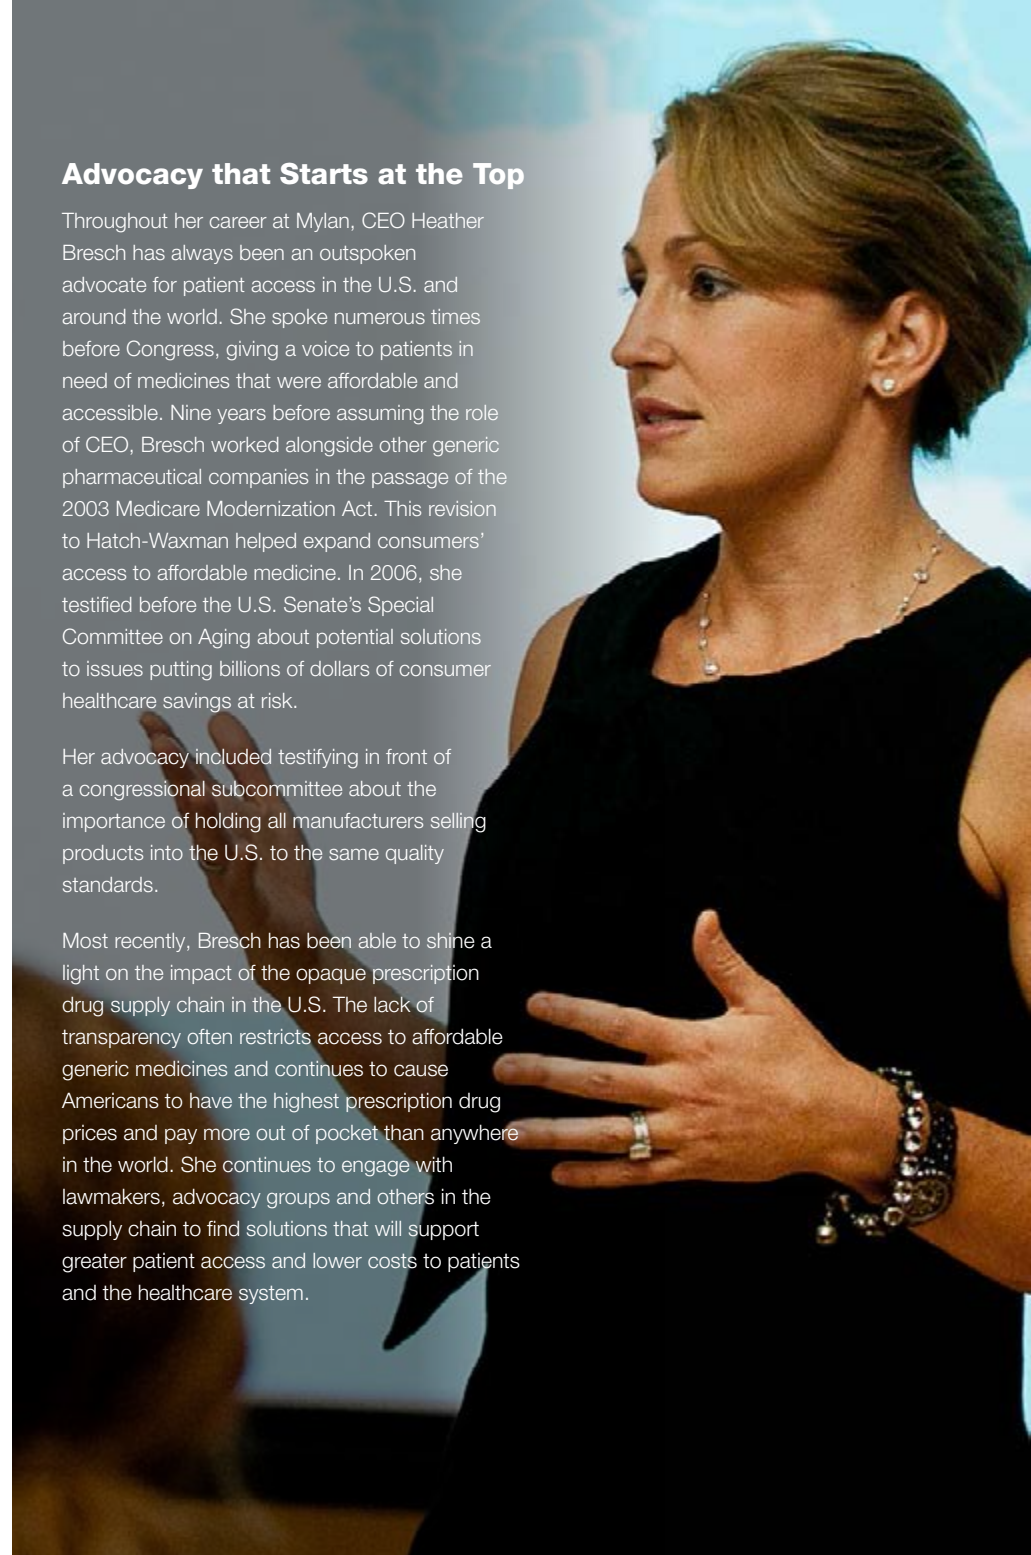 Advocacy that Starts at the Top
Throughout her career at Mylan, CEO Heather
Bresch has always been an outspoken
advocate for patient access in the U.S. and
around the world. She spoke numerous times
before Congress, giving a voice to patients in
need of medicines that were affordable and
accessible. Nine years before assuming the role
of CEO, Bresch worked alongside other generic
pharmaceutical companies in the passage of the
2003 Medicare Modernization Act. This revision
to Hatch-Waxman helped expand consumers’
access to affordable medicine. In 2006, she
testified before the U.S. Senate’s Special
Committee on Aging about potential solutions
to issues putting billions of dollars of consumer
healthcare savings at risk.
Her advocacy included testifying in front of
a congressional subcommittee about the
importance of holding all manufacturers selling
products into the U.S. to the same quality
standards.
Most recently, Bresch has been able to shine a
light on the impact of the opaque prescription
drug supply chain in the U.S. The lack of
transparency often restricts access to affordable
generic medicines and continues to cause
Americans to have the highest prescription drug
prices and pay more out of pocket than anywhere
in the world. She continues to engage with
lawmakers, advocacy groups and others in the
supply chain to find solutions that will support
greater patient access and lower costs to patients
and the healthcare system.